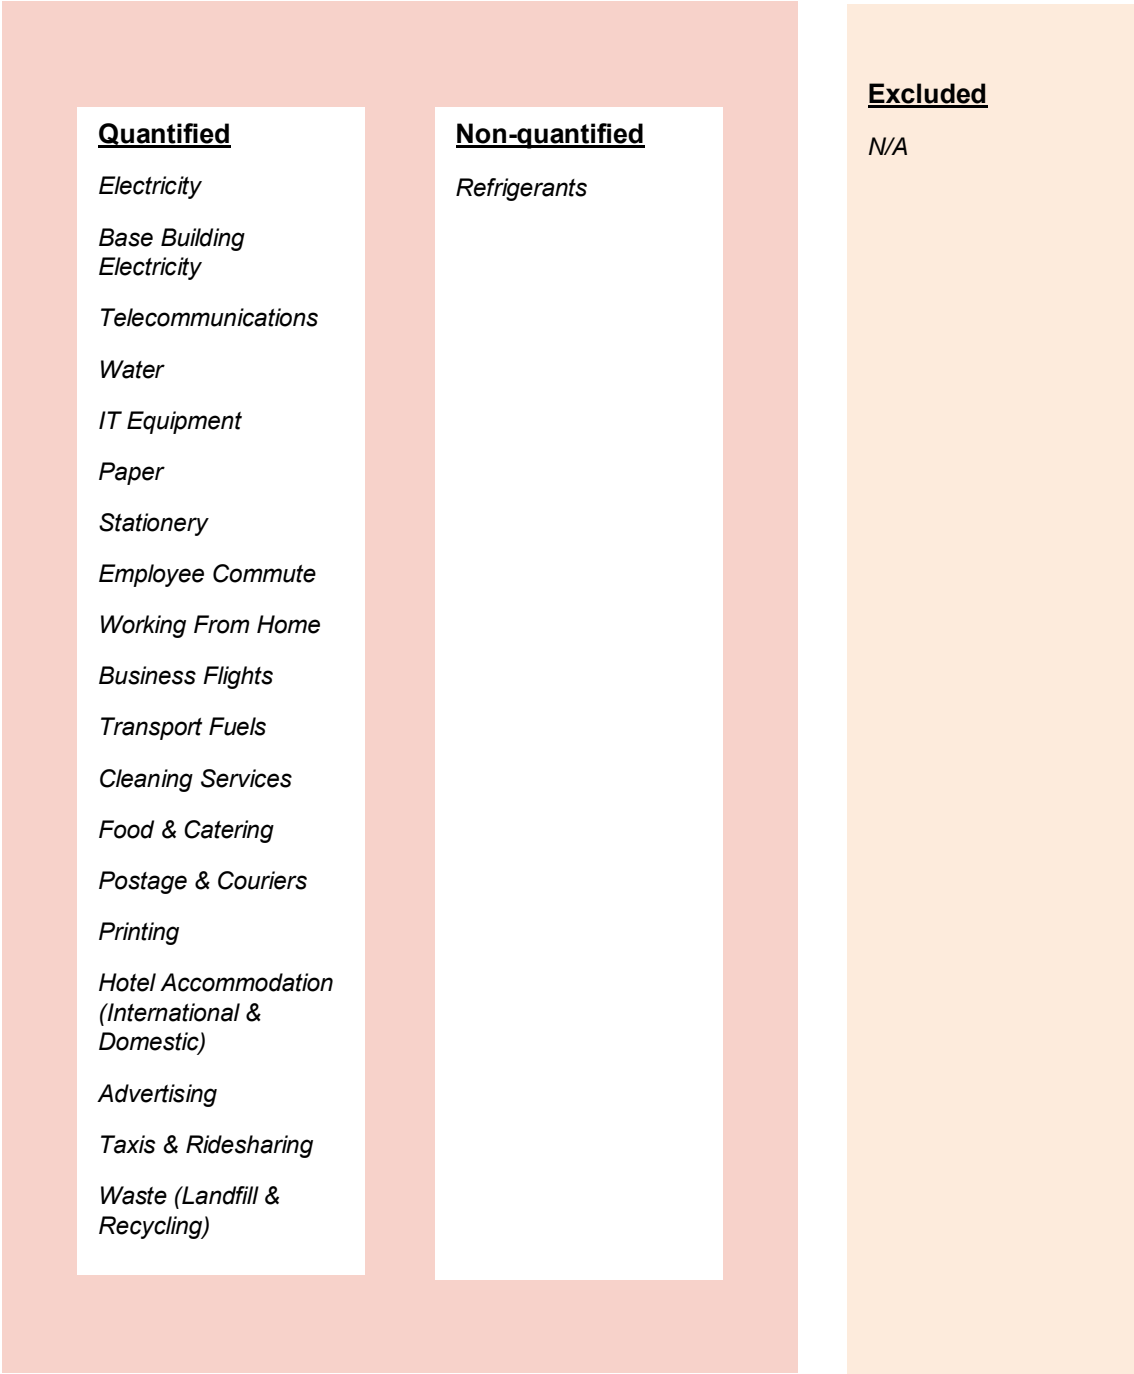 Quantified
Electricity
Base Building
Electricity
Telecommunications
Water
IT Equipment
Paper
Stationery
Employee Commute
Working From Home
Business Flights
Transport Fuels
Cleaning Services
Food & Catering
Postage & Couriers
Printing
Hotel Accommodation
(International &
Domestic)
Advertising
Taxis & Ridesharing
Waste (Landfill &
Recycling)
Non-quantified
Refrigerants
Excluded
N/A